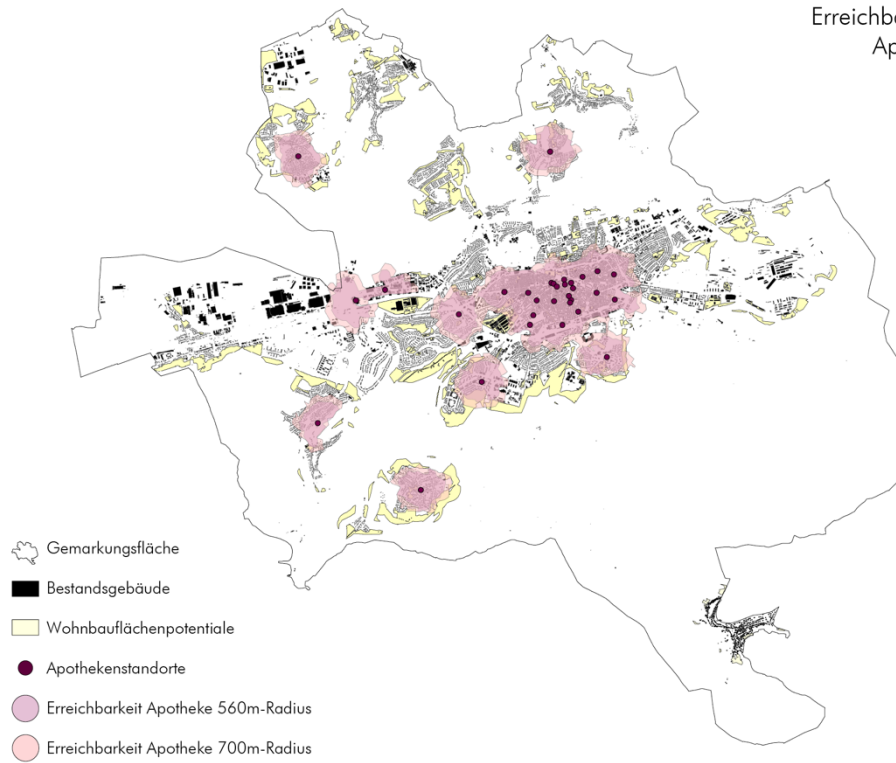 Gemarkungsfläche
Bestandsgebäude
Wohnbauflächenpotentiale
Apothekenstandorte
Erreichbarkeit Apotheke 560m-Radius
Erreichbarkeit Apotheke 700m-Radius